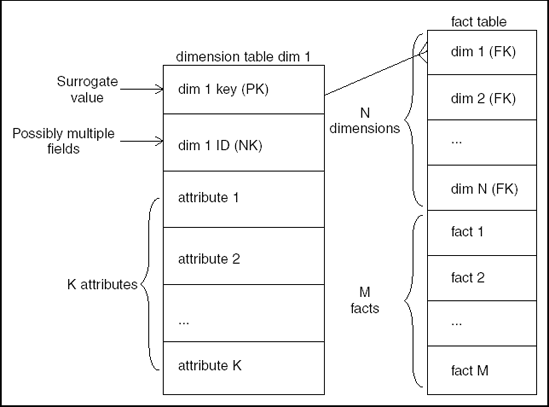 fact table
dimension table dim 1
Surrogate
value
dim 1 key (PK)
Possibly multiple
fields
dim 1 ID (NK)
attribute 1
attribute 2
...
attribute K
K attributes
N
dimensions
dim 1 (FK)
dim 2 (FK)
...
dim N (FK)
M
facts
fact 1
fact 2
...
fact M